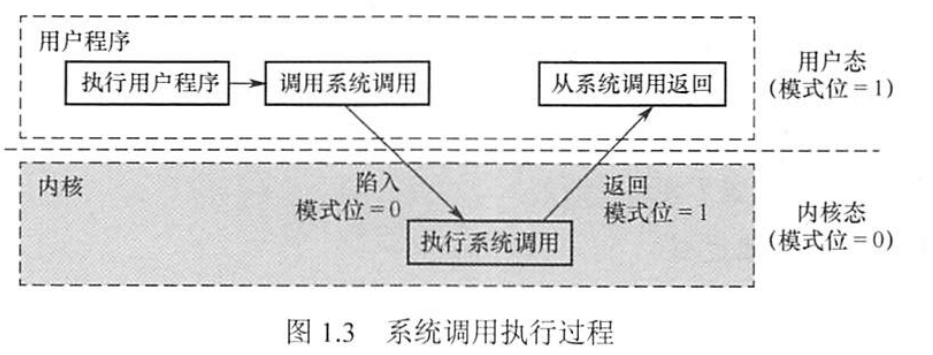 用户程序
执行用户程序
调用系统调用
从系统调用返回
用户态
(模式位=1)
内核
陷入
模式位=0
返回
模式位=1
执行系统调用
内核态
(模式位=0)
图 1.3 系统调用执行过程